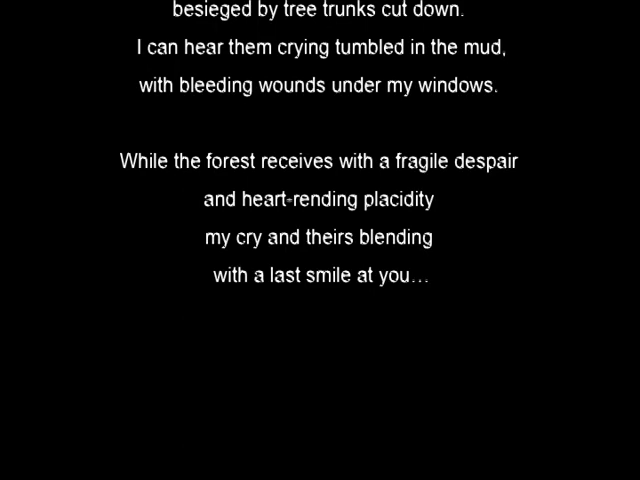 besieged by tree trunks cut down.
I can hear them crying tumbled in the mud,
with bleeding wounds under my windows.
While the forest receives with a fragile despair
and heart-rending placidity
my cry and theirs blending
with a last smile at you...